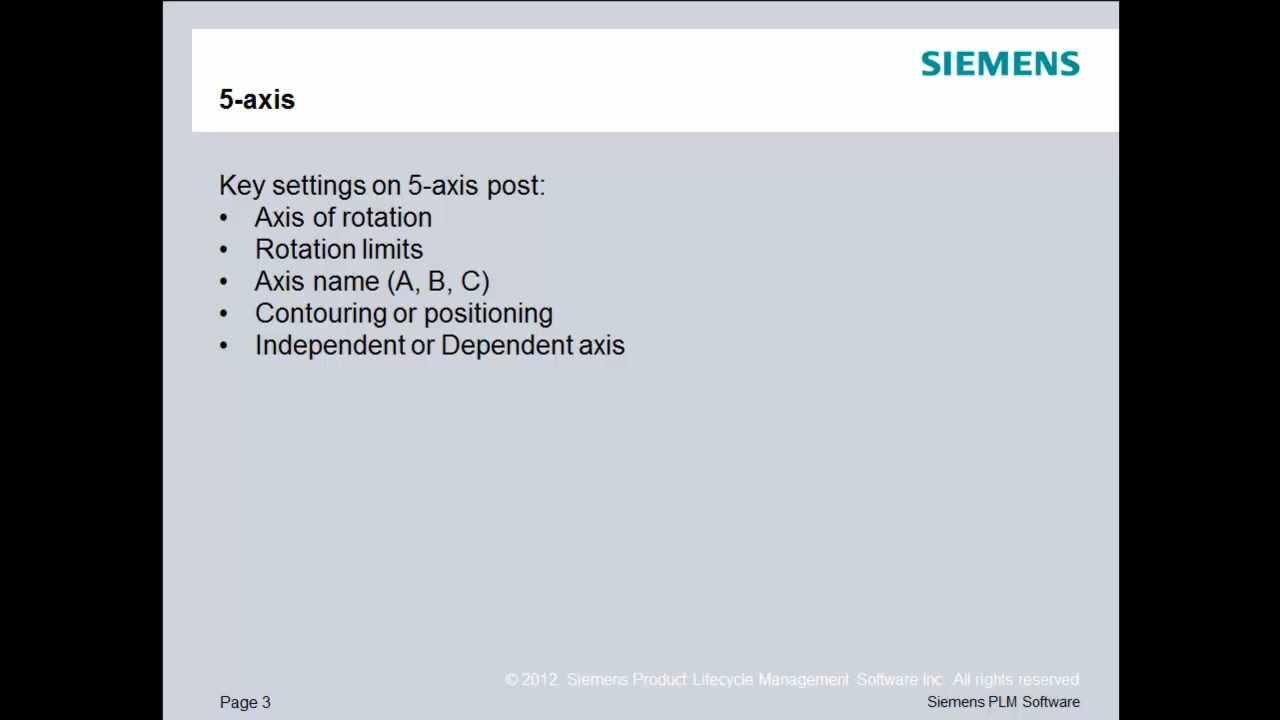 SIEMENS
5-axis
Key settings on 5-axis post:
• Axis of rotation
• Rotation limits
• Axis name (A, B, C)
• Contouring or positioning
• Independent or Dependent axis
© 2012. Siemens Product Lifecycle Management Software Inc. All rights reserved
Page 3
Siemens PLM Software